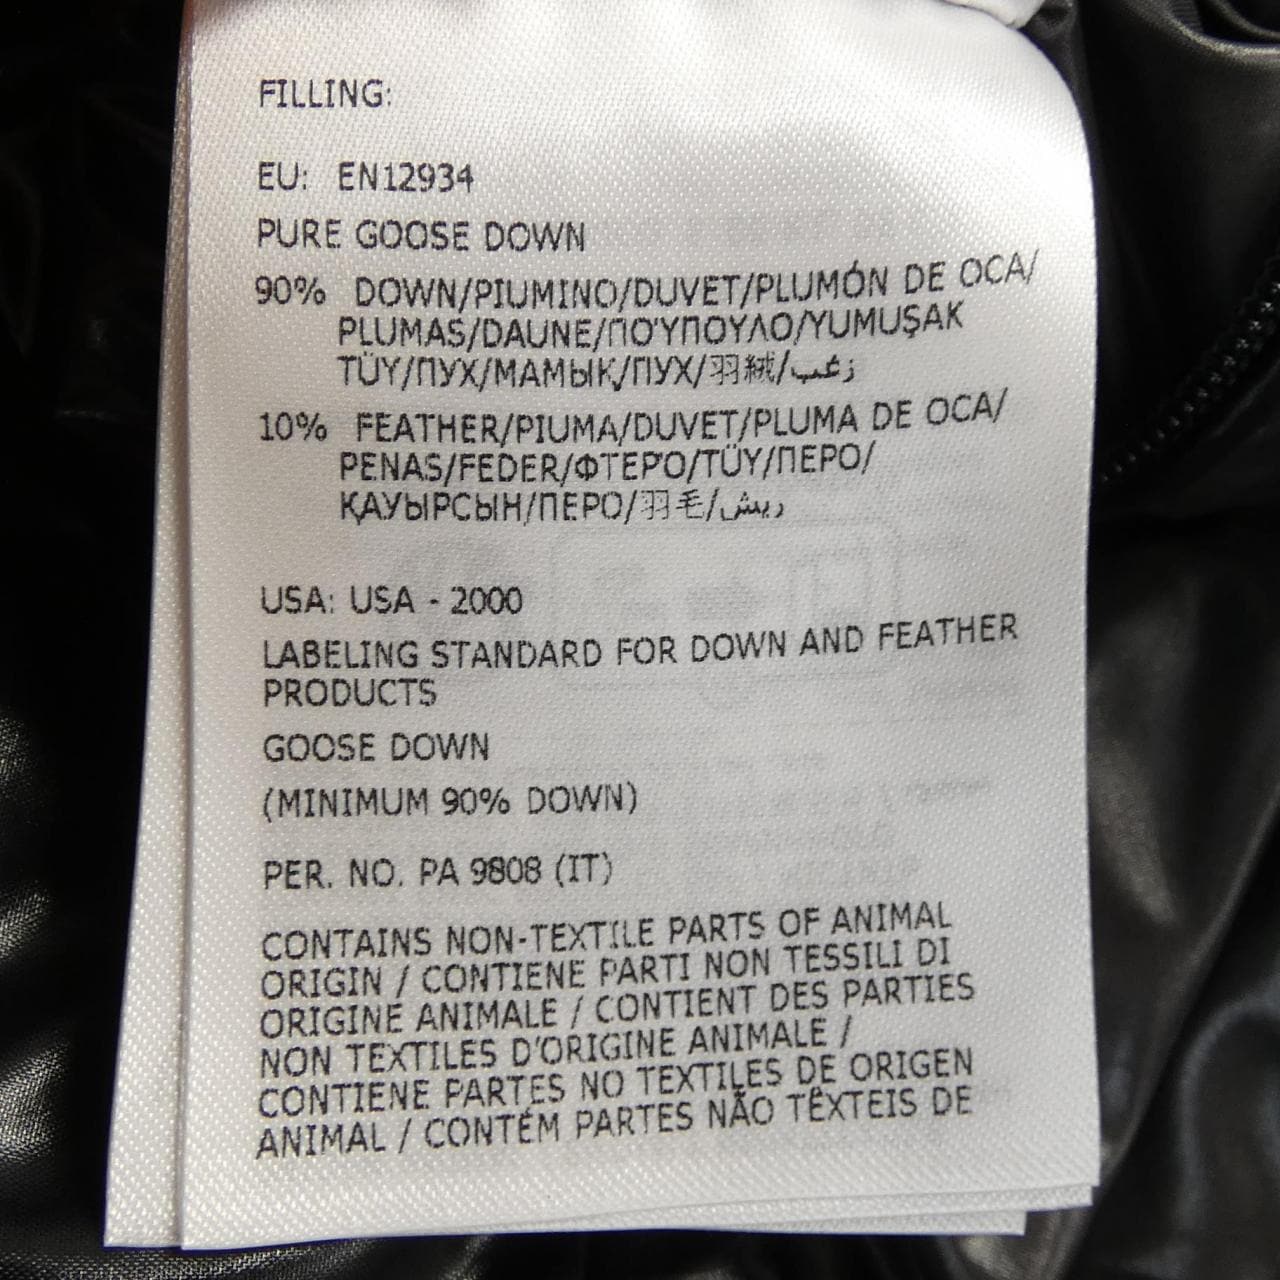 FILLING:
EU: EN12934
PURE GOOSE DOWN
90% DOWN/PIUMINO/DUVET/PLUMÓN DE OCA/
PLUMAS/DAUNE/ΠΟΎΠΟΥΛΟ/YUMUŞAK
TÜY/ПУХ/МАМЫҚ/ПУХ/羽絨/زغب
10% FEATHER/PIUMA/DUVET/PLUMA DE OCA/
PENAS/FEDER/ΦΤΕΡΌ/TÜY/ПЕРО/
ҚАУЫРСЫН/ПЕРО/羽毛/ريش
USA: USA - 2000
LABELING STANDARD FOR DOWN AND FEATHER
PRODUCTS
GOOSE DOWN
(MINIMUM 90% DOWN)
PER. NO. PA 9808 (IT)
CONTAINS NON-TEXTILE PARTS OF ANIMAL
ORIGIN / CONTIENE PARTI NON TESSILI DI
ORIGINE ANIMALE / CONTIENT DES PARTIES
NON TEXTILES D'ORIGINE ANIMALE /
CONTIENE PARTES NO TEXTILES DE ORIGEN
ANIMAL / CONTÉM PARTES NÃO TÊXTEIS DE